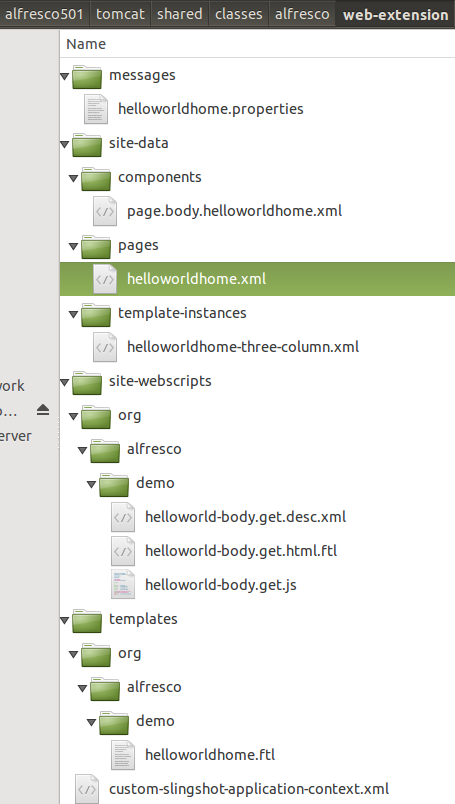 alfresco501 tomcat shared classes alfresco web-extension
Name
messages
helloworldhome.properties
site-data
components
page.body.helloworldhome.xml
pages
helloworldhome.xml
template-instances
helloworldhome-three-column.xml
site-webscripts
work
o...
org
erver
alfresco
demo
helloworld-body.get.desc.xml
helloworld-body.get.html.ftl
helloworld-body.get.js
templates
org
alfresco
demo
helloworldhome.ftl
custom-slingshot-application-context.xml